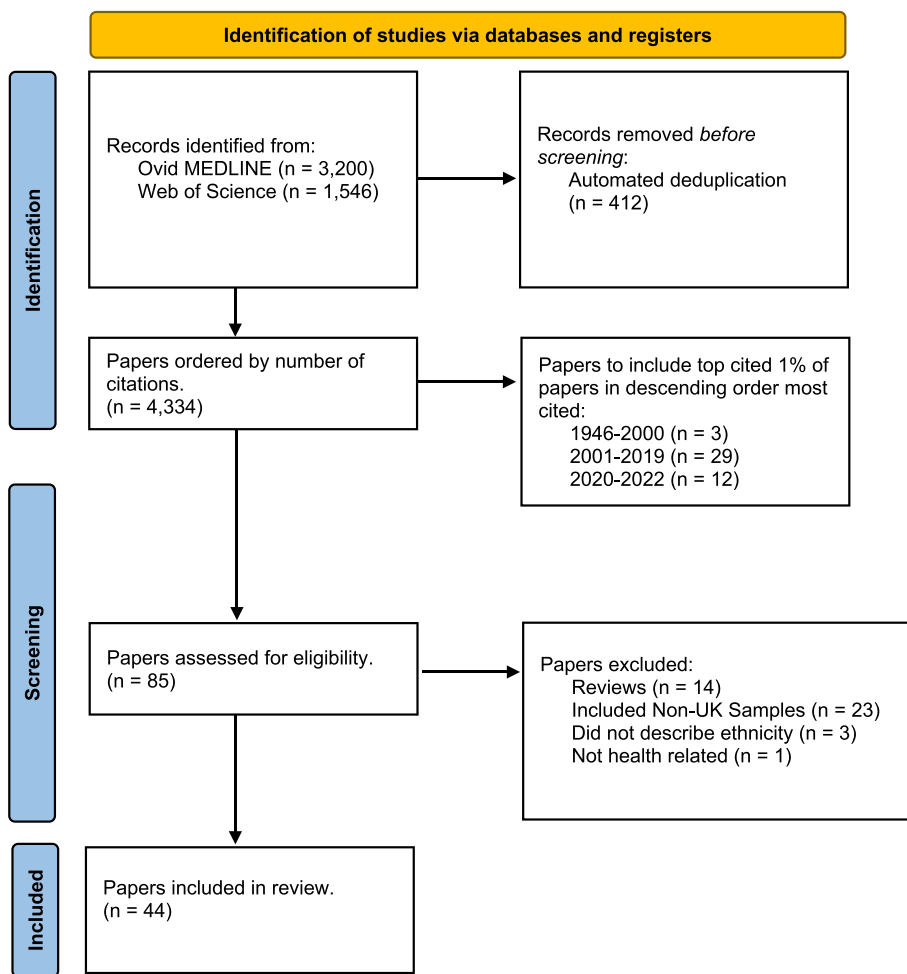 Identification of studies via databases and registers
Identification
Records identified from:
Ovid MEDLINE (n = 3,200)
Web of Science (n = 1,546)
Records removed before
screening:
Automated deduplication
(n = 412)
Papers ordered by number of
citations.
(n = 4,334)
Papers to include top cited 1% of
papers in descending order most
cited:
1946-2000 (n = 3)
2001-2019 (n = 29)
2020-2022 (n = 12)
Screening
Papers assessed for eligibility.
(n = 85)
Papers excluded:
Reviews (n = 14)
Included Non-UK Samples (n = 23)
Did not describe ethnicity (n = 3)
Not health related (n = 1)
Included
Papers included in review.
(n = 44)